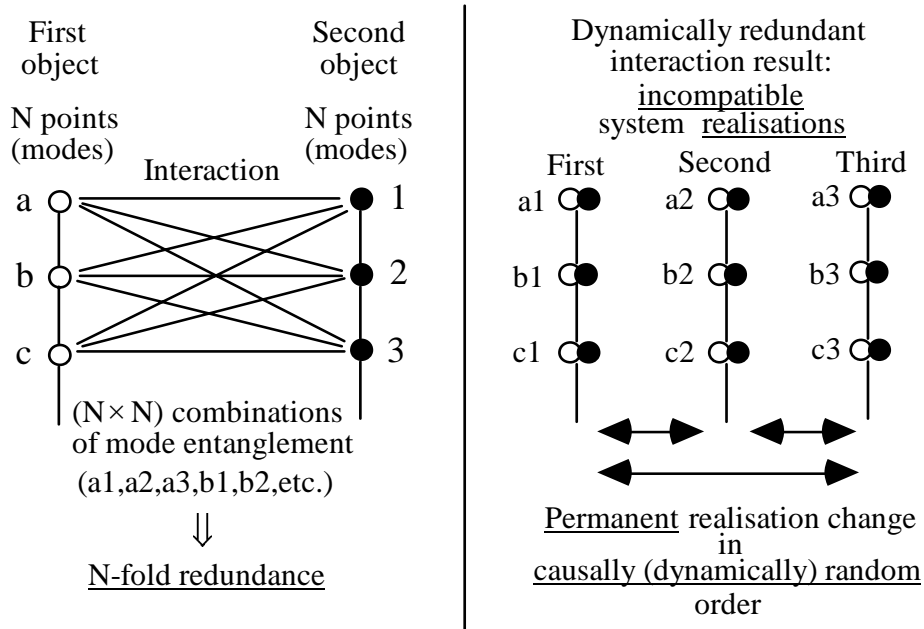 First
object
Second
object
N points
(modes)
N points
(modes)
Interaction
a
b
c
1
2
3
(N× N) combinations
of mode entanglement
(a1,a2,a3,b1,b2,etc.)
⇓
N-fold redundance
Dynamically redundant
interaction result:
incompatible
system realisations
First Second Third
a1 a2 a3
b1 b2 b3
c1 c2 c3
Permanent realisation change
in
causally (dynamically) random
order